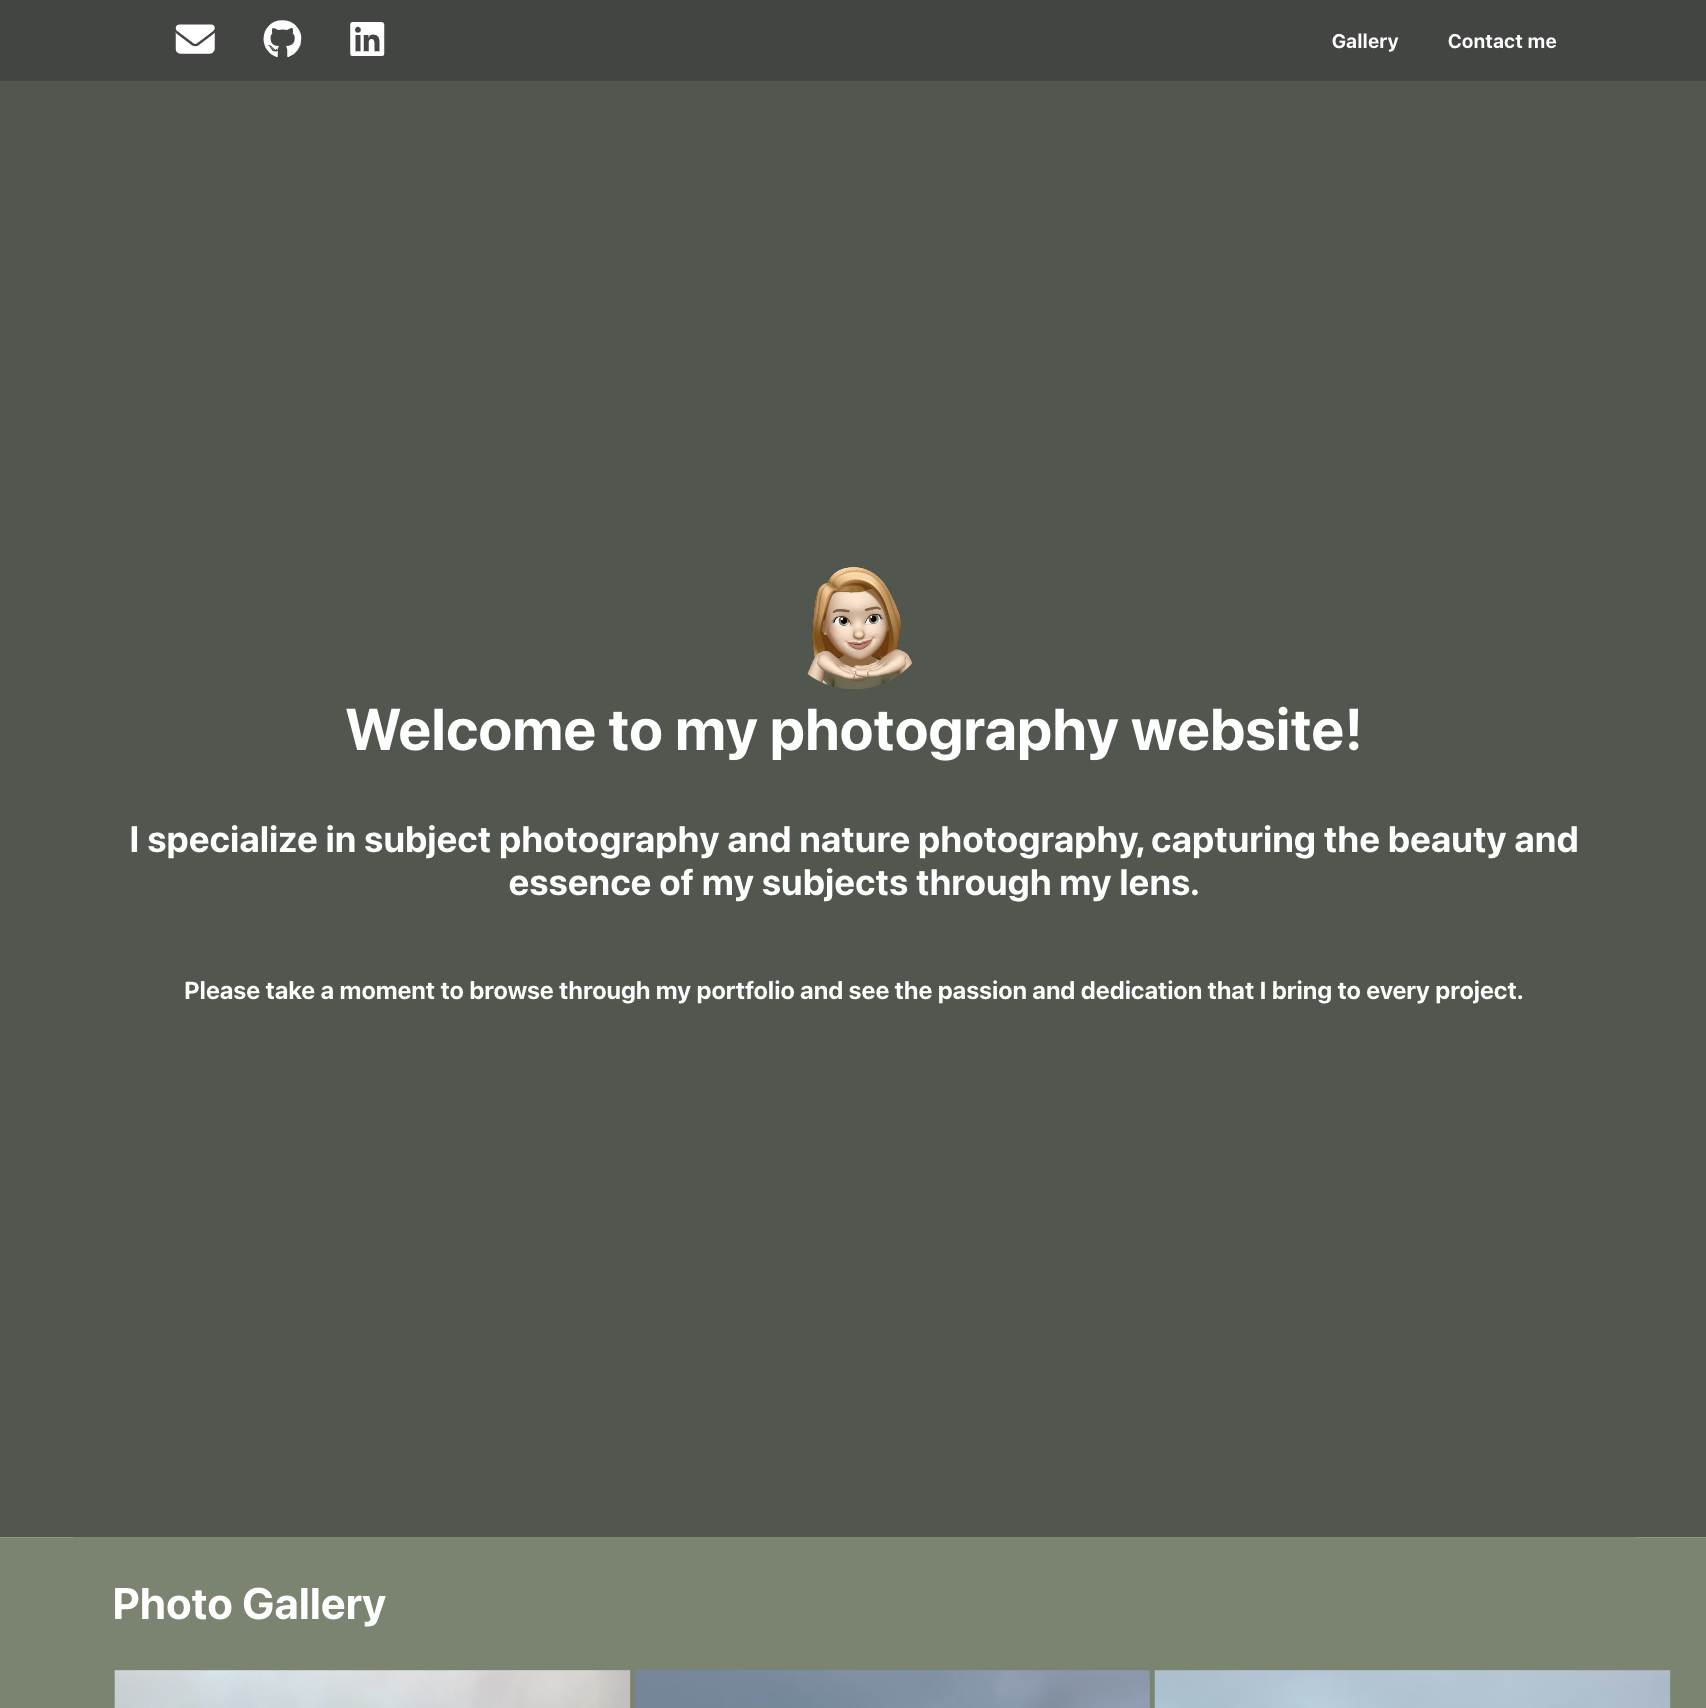 Gallery Contact me
Welcome to my photography website!
I specialize in subject photography and nature photography, capturing the beauty and
essence of my subjects through my lens.
Please take a moment to browse through my portfolio and see the passion and dedication that I bring to every project.
Photo Gallery